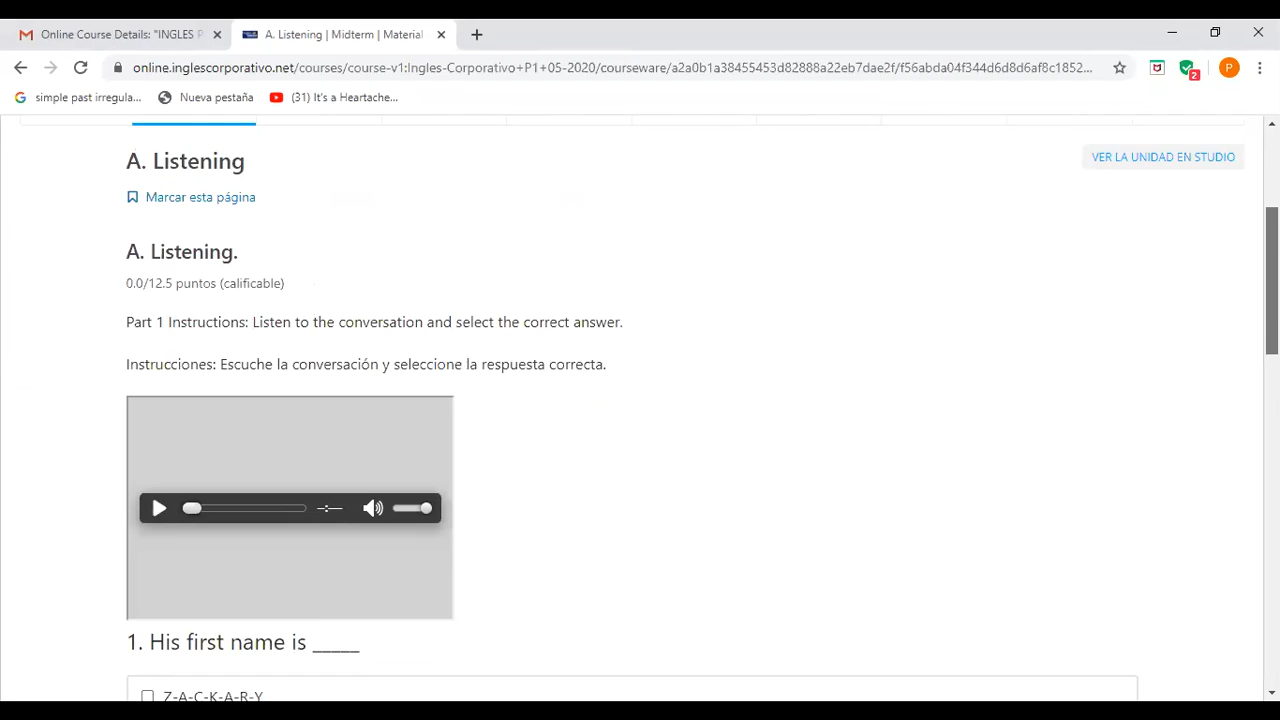 Online Course Details: "INGLES P
A. Listening | Midterm | Material
online.inglescorporativo.net/courses/course-v1:Ingles-Corporativo+P1+05-2020/courseware/a2a0b1a38455453d82888a22eb7dae2f/f56abda04f344d6d8d6af8c1852...
2
P
simple past irregula...
Nueva pestaña
(31) It's a Heartache...
A. Listening
VER LA UNIDAD EN STUDIO
Marcar esta página
A. Listening.
0.0/12.5 puntos (calificable)
Part 1 Instructions: Listen to the conversation and select the correct answer.
Instrucciones: Escuche la conversación y seleccione la respuesta correcta.
--:--
1. His first name is _____
Z-A-C-K-A-R-Y